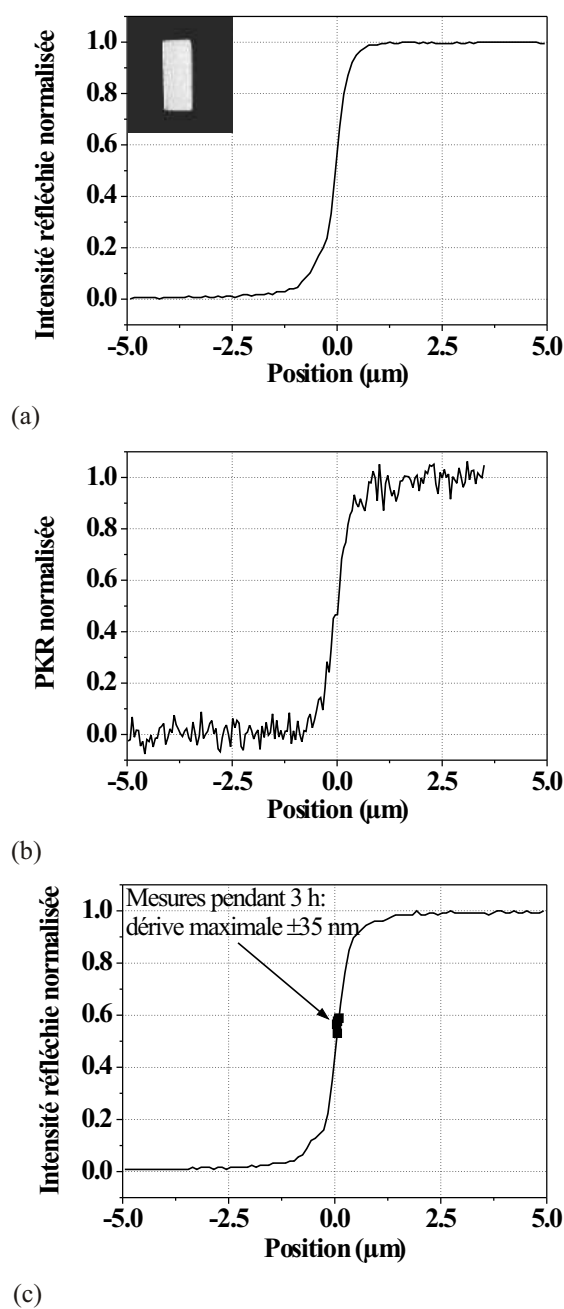 Intensité réfléchie normalisée
1.0
0.8
0.6
0.4
0.2
0.0
-5.0 -2.5 0.0 2.5 5.0
Position (µm)
(a)
PKR normalisée
1.0
0.8
0.6
0.4
0.2
0.0
-5.0 -2.5 0.0 2.5 5.0
Position (µm)
(b)
Intensité réfléchie normalisée
Mesures pendant 3 h:
dérive maximale ±35 nm
1.0
0.8
0.6
0.4
0.2
0.0
-5.0 -2.5 0.0 2.5 5.0
Position (µm)
(c)